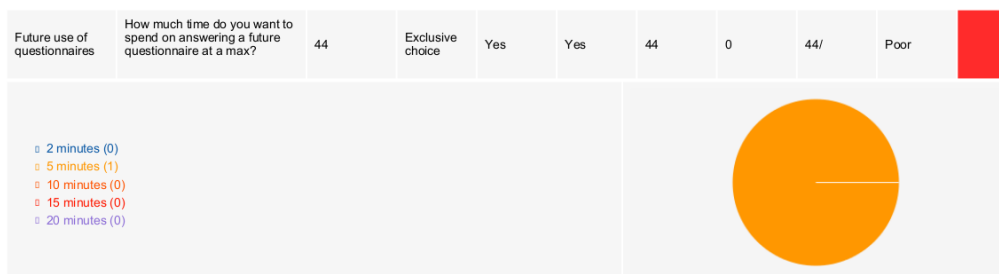 Future use of
questionnaires
How much time do you want to
spend on answering a future
questionnaire at a max?
44
Exclusive
choice
Yes
Yes
44
0
44/
Poor
2 minutes (0)
5 minutes (1)
10 minutes (0)
15 minutes (0)
20 minutes (0)